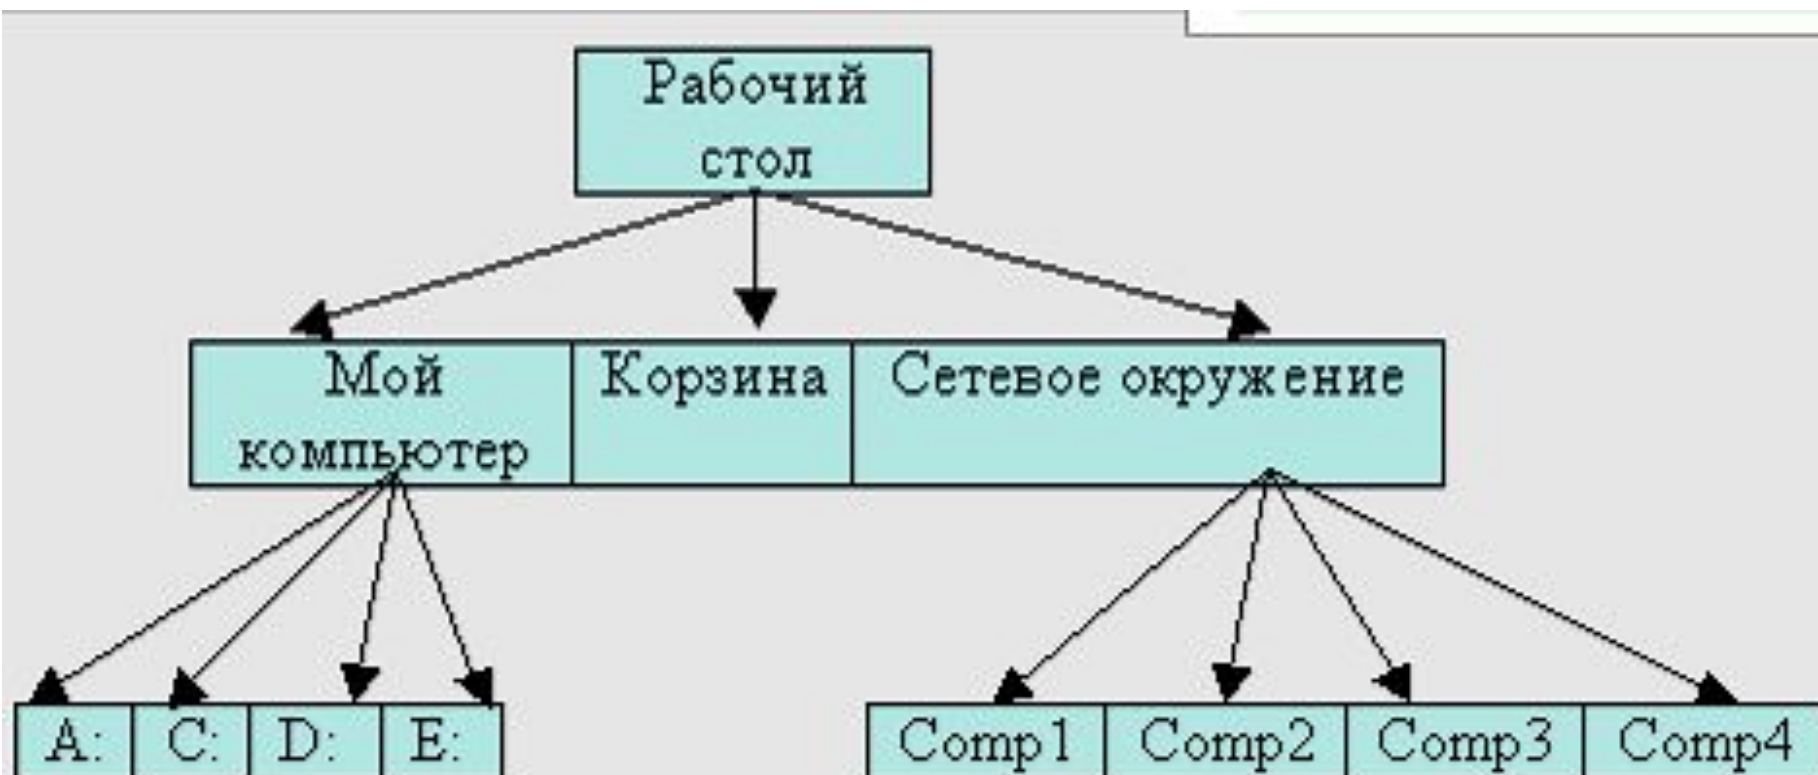 Рабочий
стол
Мой
компьютер
Корзина
Сетевое окружение
A:
C:
D:
E:
Comp1
Comp2
Comp3
Comp4